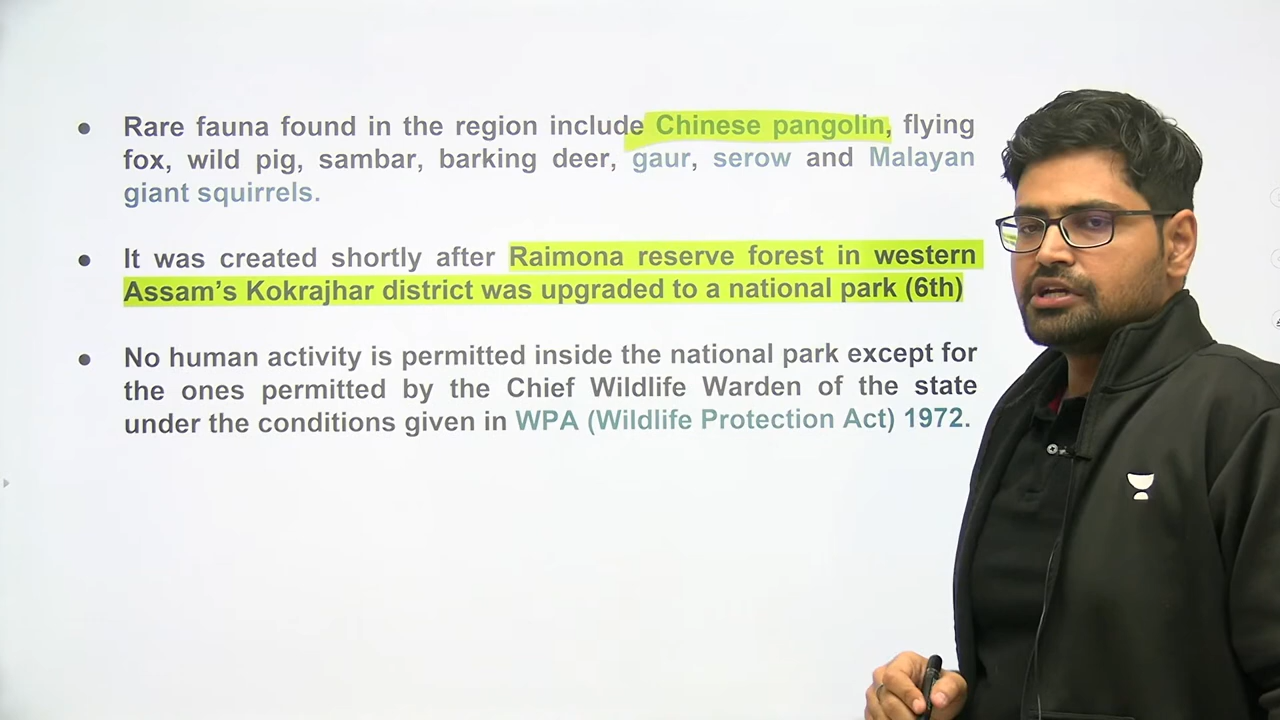 ● Rare fauna found in the region include Chinese pangolin, flying
fox, wild pig, sambar, barking deer, gaur, serow and Malayan
giant squirrels.
● It was created shortly after Raimona reserve forest in western
Assam’s Kokrajhar district was upgraded to a national park (6th)
● No human activity is permitted inside the national park except for
the ones permitted by the Chief Wildlife Warden of the state
under the conditions given in WPA (Wildlife Protection Act) 1972.